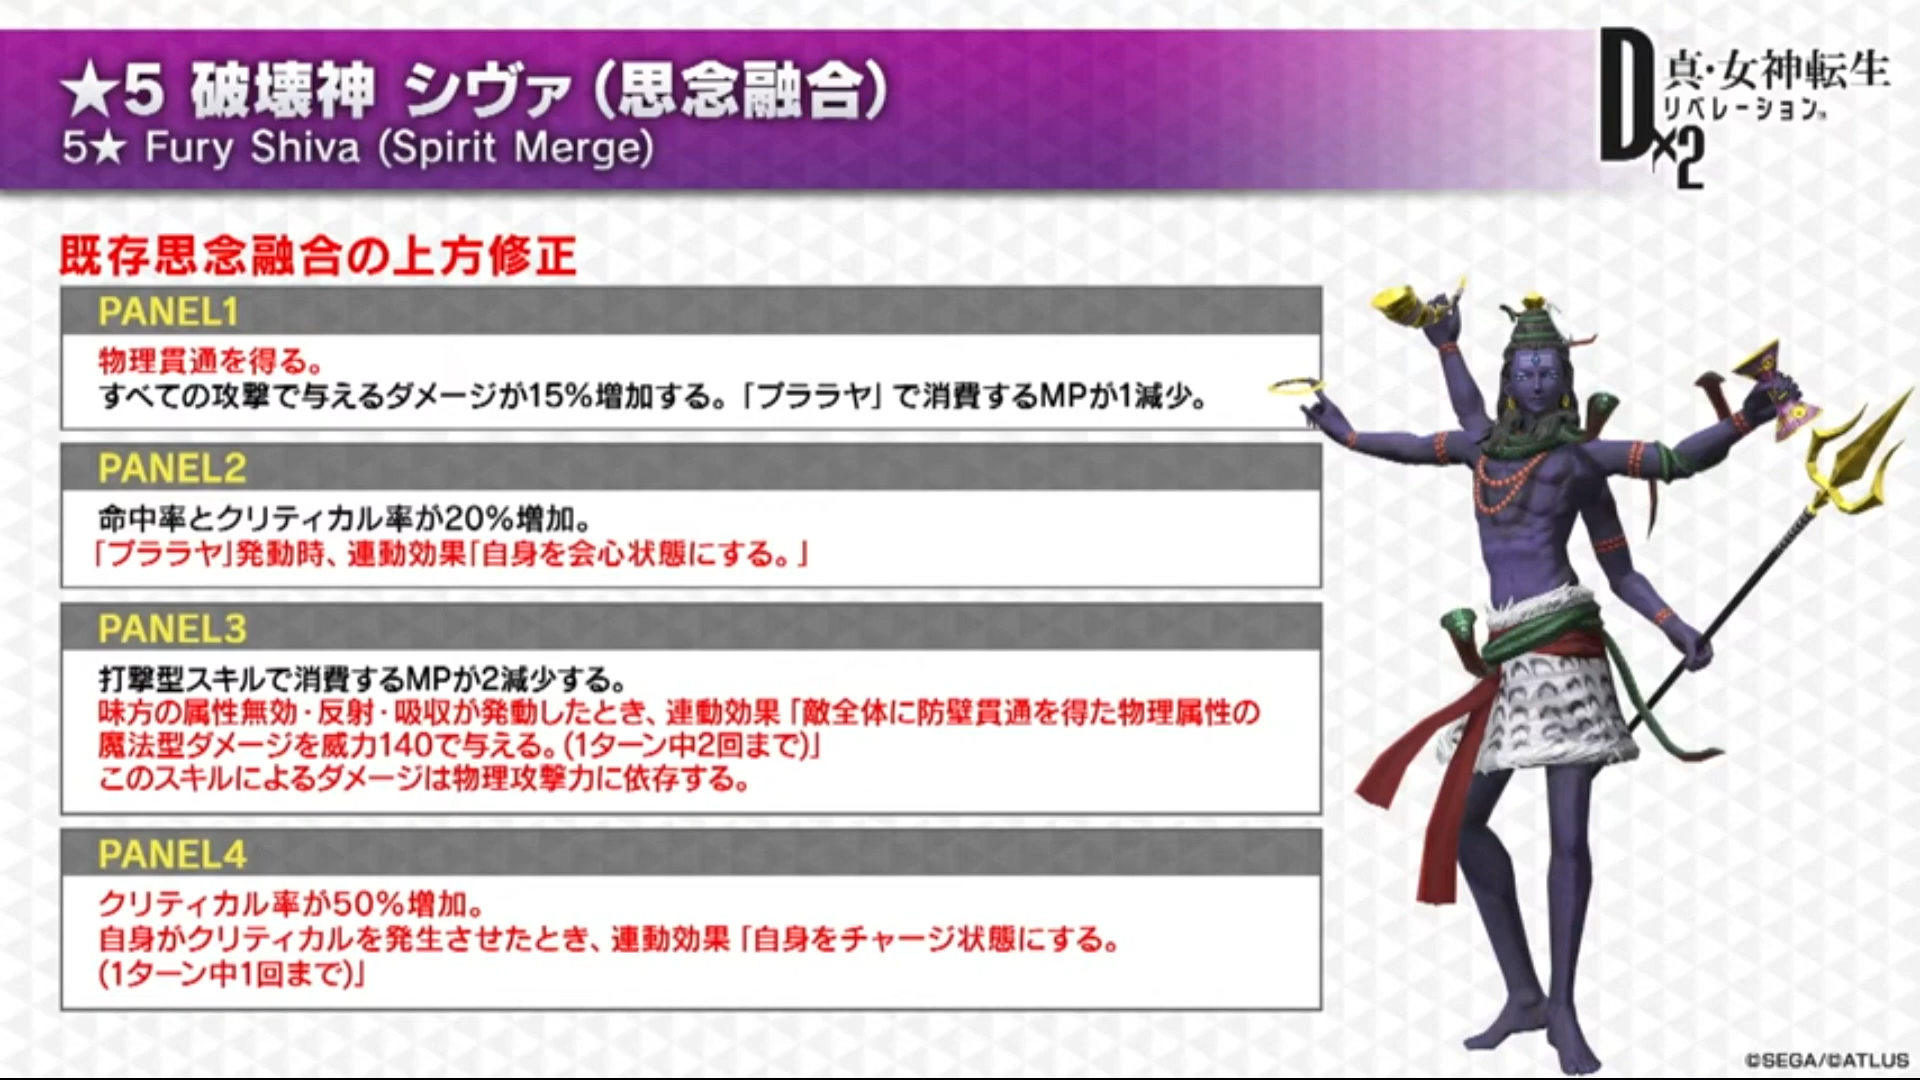 ★5 破壊神 シヴァ（思念融合）
5★ Fury Shiva (Spirit Merge)
D×2 真・女神転生
リベレーション
既存思念融合の上方修正
PANEL1
物理貫通を得る。
すべての攻撃で与えるダメージが15%増加する。「ブララヤ」で消費するMPが1減少。
PANEL2
命中率とクリティカル率が20%増加。
「ブララヤ」発動時、連動効果「自身を会心状態にする。」
PANEL3
打撃型スキルで消費するMPが2減少する。
味方の属性無効・反射・吸収が発動したとき、連動効果「敵全体に防壁貫通を得た物理属性の
魔法型ダメージを威力140で与える。(1ターン中2回まで)」
このスキルによるダメージは物理攻撃力に依存する。
PANEL4
クリティカル率が50%増加。
自身がクリティカルを発生させたとき、連動効果「自身をチャージ状態にする。
(1ターン中1回まで)」
©SEGA/©ATLUS